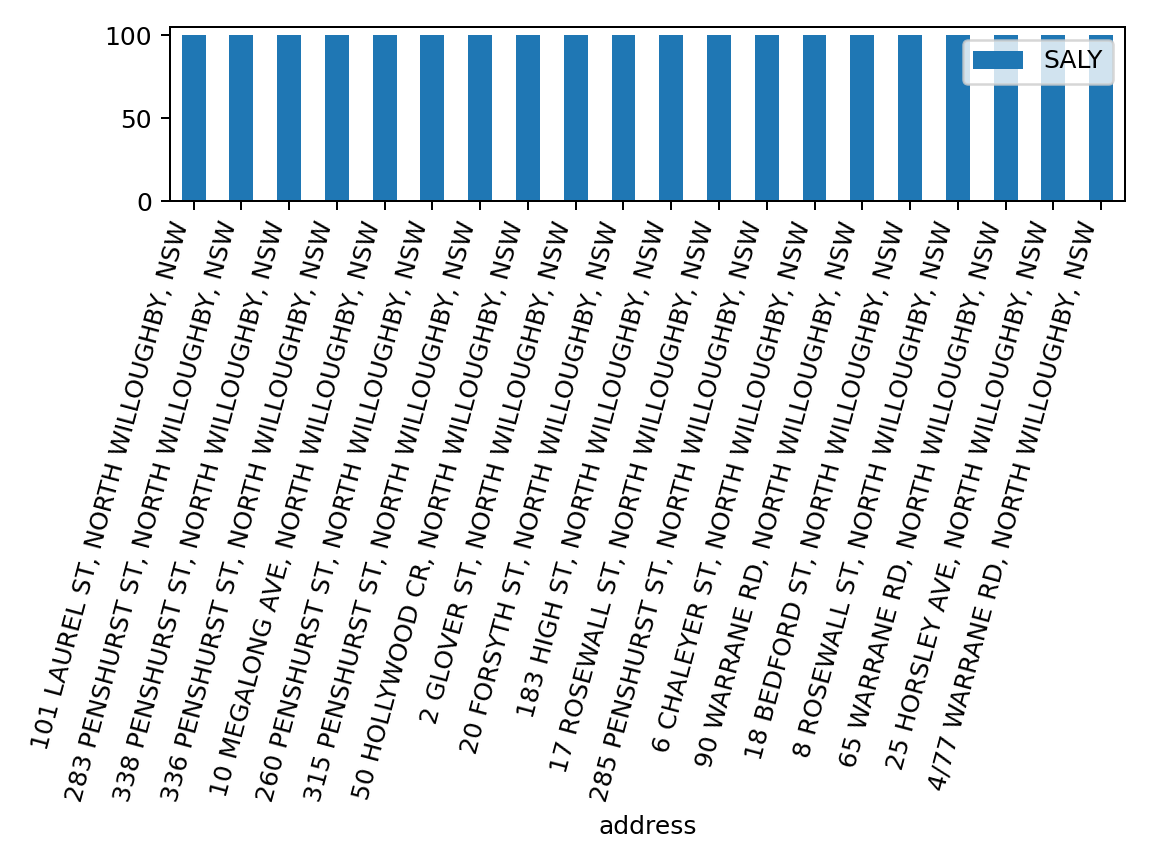 100
50
0
SALY
101 LAUREL ST, NORTH WILLOUGHBY, NSW
283 PENSHURST ST, NORTH WILLOUGHBY, NSW
338 PENSHURST ST, NORTH WILLOUGHBY, NSW
336 PENSHURST ST, NORTH WILLOUGHBY, NSW
10 MEGALONG AVE, NORTH WILLOUGHBY, NSW
260 PENSHURST ST, NORTH WILLOUGHBY, NSW
315 PENSHURST ST, NORTH WILLOUGHBY, NSW
50 HOLLYWOOD CR, NORTH WILLOUGHBY, NSW
2 GLOVER ST, NORTH WILLOUGHBY, NSW
20 FORSYTH ST, NORTH WILLOUGHBY, NSW
183 HIGH ST, NORTH WILLOUGHBY, NSW
17 ROSEWALL ST, NORTH WILLOUGHBY, NSW
285 PENSHURST ST, NORTH WILLOUGHBY, NSW
6 CHALEYER ST, NORTH WILLOUGHBY, NSW
90 WARRANE RD, NORTH WILLOUGHBY, NSW
18 BEDFORD ST, NORTH WILLOUGHBY, NSW
8 ROSEWALL ST, NORTH WILLOUGHBY, NSW
65 WARRANE RD, NORTH WILLOUGHBY, NSW
25 HORSLEY AVE, NORTH WILLOUGHBY, NSW
4/77 WARRANE RD, NORTH WILLOUGHBY, NSW
address